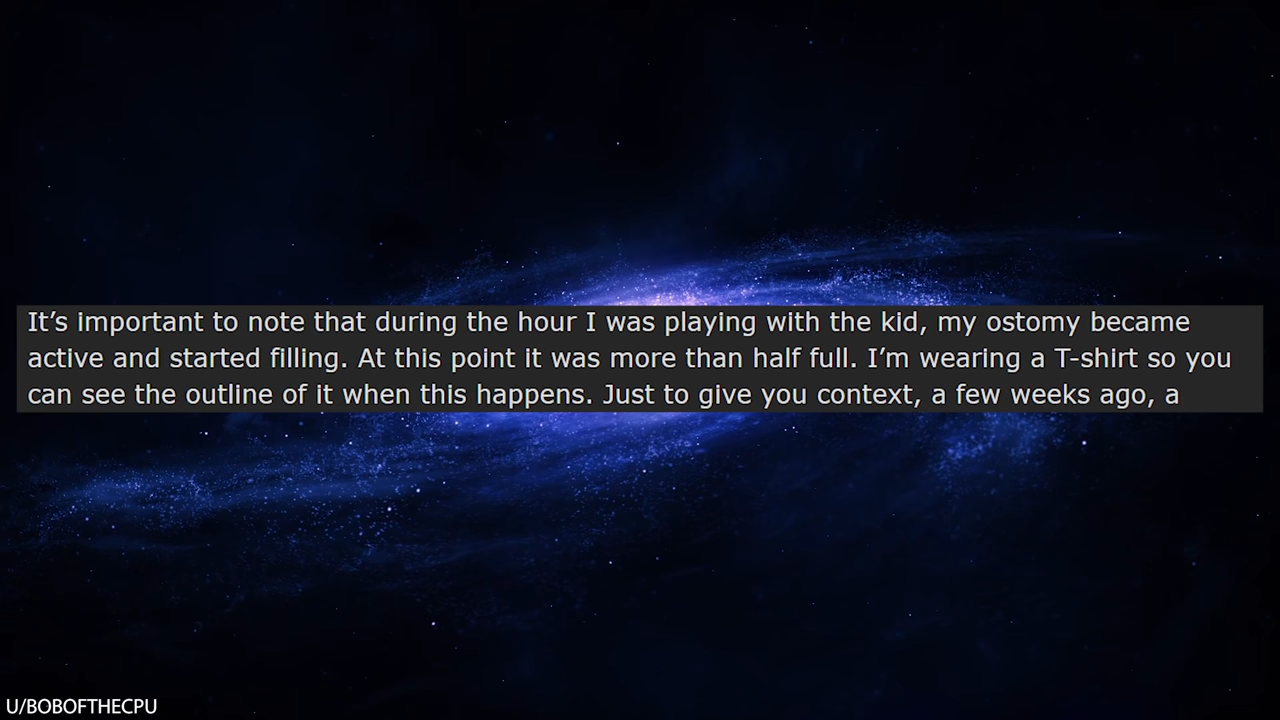 It’s important to note that during the hour I was playing with the kid, my ostomy became
active and started filling. At this point it was more than half full. I’m wearing a T-shirt so you
can see the outline of it when this happens. Just to give you context, a few weeks ago, a
U/BOBOFTHECPU